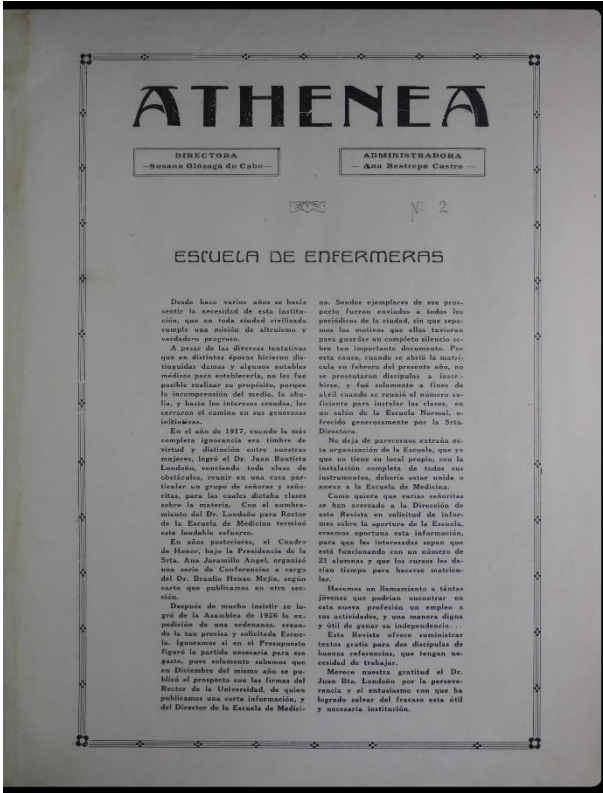 ATHENEA
DIRECTORA
—Susana Olózaga de Cabo—
ADMINISTRADORA
— Ana Restrepo Castro —
Nº 2
ESCUELA DE ENFERMERAS
Desde hace varios años se hacía
sentir la necesidad de esta institu-
ción, que en toda ciudad civilizada
cumple una misión de altruismo y
verdadero progreso.
A pesar de las diversas tentativas
que en distintas épocas hicieron dis-
tinguidas damas y algunos notables
médicos para establecerla, no les fue
posible realizar su propósito, porque
la incomprensión del medio, la abu-
lia, y hasta los intereses creados, les
cerraron el camino en sus generosas
iniciativas.
En el año de 1917, cuando la más
completa ignorancia era timbre de
virtud y distinción entre nuestras
mujeres, logró el Dr. Juan Bautista
Londoño, venciendo toda clase de
obstáculos, reunir en una casa par-
ticular un grupo de señoras y seño-
ritas, para las cuales dictaba clases
sobre la materia. Con el nombra-
miento del Dr. Londoño para Rector
de la Escuela de Medicina terminó
este laudable esfuerzo.
En años posteriores, el Cuadro
de Honor, bajo la Presidencia de la
Srta. Ana Jaramillo Angel, organizó
una serie de Conferencias a cargo
del Dr. Braulio Henao Mejía, según
carta que publicamos en otra sec-
ción.
Después de mucho insistir se lo-
gró de la Asamblea de 1926 la ex-
pedición de una ordenanza, crean-
do la tan precisa y solicitada Escue-
la. Ignoramos si en el Presupuesto
figuró la partida necesaria para ese
gasto, pues solamente sabemos que
en Diciembre del mismo año se pu-
blicó el prospecto con las firmas del
Rector de la Universidad, de quien
publicamos una corta información, y
del Director de la Escuela de Medici-
na. Sendos ejemplares de ese pros-
pecto fueron enviados a todos los
periódicos de la ciudad, sin que sepa-
mos los motivos que ellos tuvieran
para guardar un completo silencio so-
bre tan importante documento. Por
esta causa, cuando se abrió la matrí-
cula en febrero del presente año, no
se presentaron discípulas a inscri-
birse, y fué solamente a fines de
abril cuando se reunió el número su-
ficiente para instalar las clases, en
un salón de la Escuela Normal, o-
frecido generosamente por la Srta.
Directora.
No deja de parecernos extraña es-
ta organización de la Escuela, que ya
que no tiene su local propio, con la
instalación completa de todos sus
instrumentos, debería estar unida o
anexa a la Escuela de Medicina.
Como quiera que varias señoritas
se han acercado a la Dirección de
esta Revista en solicitud de infor-
mes sobre la apertura de la Escuela,
creemos oportuna esta información,
para que las interesadas sepan que
está funcionando con un número de
21 alumnas y que los cursos les da-
rían tiempo para hacerse matricu-
lar.
Hacemos un llamamiento a tántas
jóvenes que podrían encontrar en
esta nueva profesión un empleo a
sus actividades, y una manera digna
y útil de ganar su independencia...
Esta Revista ofrece suministrar
textos gratis para dos discípulas de
buenas referencias, que tengan ne-
cesidad de trabajar.
Merece nuestra gratitud el Dr.
Juan Bta. Londoño por la perseve-
rancia y el entusiasmo con que ha
logrado salvar del fracaso esta útil
y necesaria institución.